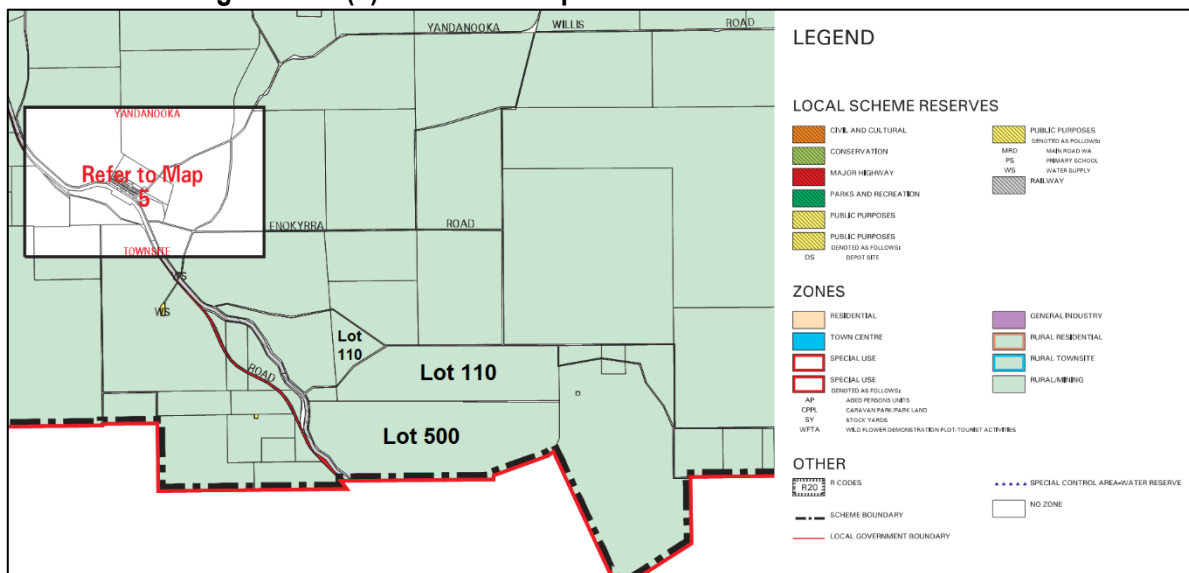 YANDANOOKA WILLIS ROAD
YANDANOOKA
Refer to Map
5
ENOKYRRA ROAD
TOWNSITE
WS
WS
Lot
110
Lot 110
ROAD
Lot 500
LEGEND
LOCAL SCHEME RESERVES
CIVIL AND CULTURAL
CONSERVATION
MAJOR HIGHWAY
PARKS AND RECREATION
PUBLIC PURPOSES
PUBLIC PURPOSES
DENOTED AS FOLLOWS:
DS DEPOT SITE
PUBLIC PURPOSES
DENOTED AS FOLLOWS:
MRD MAIN ROAD WA
PS PRIMARY SCHOOL
WS WATER SUPPLY
RAILWAY
ZONES
RESIDENTIAL
TOWN CENTRE
SPECIAL USE
SPECIAL USE
DENOTED AS FOLLOWS:
AP AGED PERSONS UNITS
CPPL CARAVAN PARK/PARK LAND
SY STOCK YARDS
WFTA WILD FLOWER DEMONSTRATION PLOT/TOURIST ACTIVITIES
GENERAL INDUSTRY
RURAL RESIDENTIAL
RURAL TOWNSITE
RURAL/MINING
OTHER
R20 R CODES
SCHEME BOUNDARY
LOCAL GOVERNMENT BOUNDARY
SPECIAL CONTROL AREA-WATER RESERVE
NO ZONE